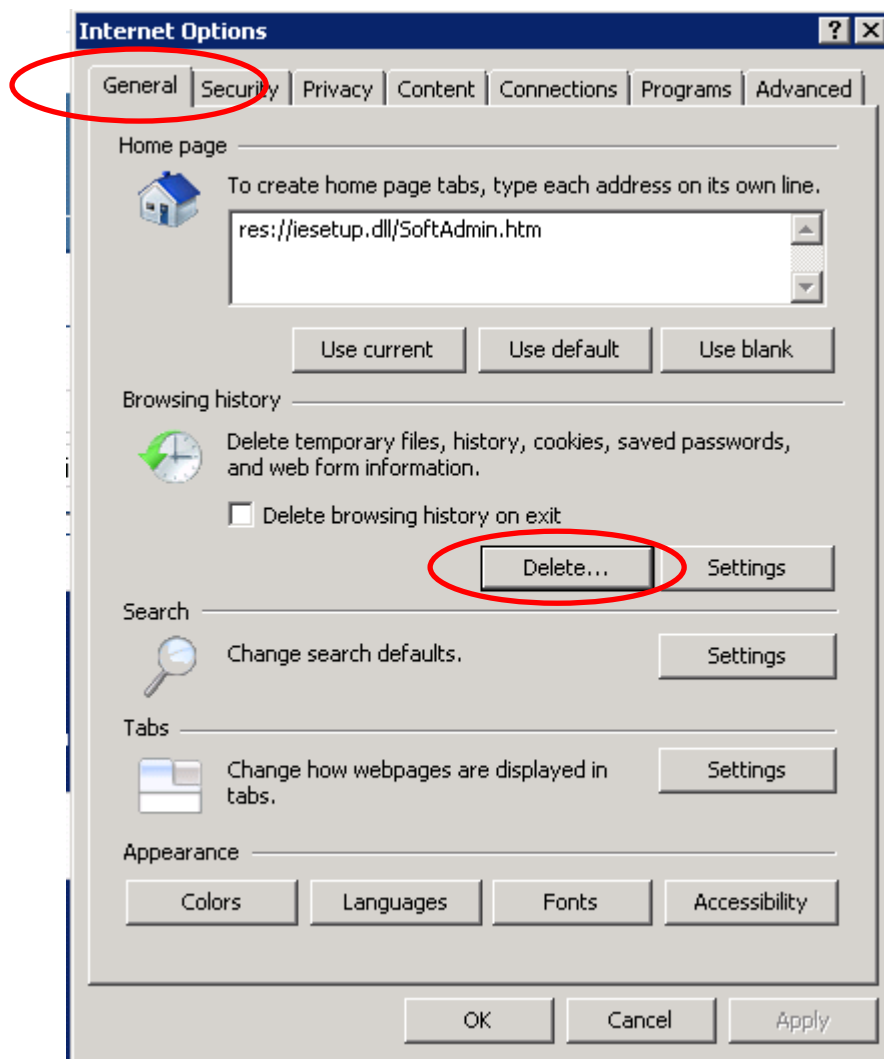 Internet Options
General Security Privacy Content Connections Programs Advanced
Home page
To create home page tabs, type each address on its own line.
res://iesetup.dll/SoftAdmin.htm
Use current Use default Use blank
Browsing history
Delete temporary files, history, cookies, saved passwords,
and web form information.
Delete browsing history on exit
Delete... Settings
Search
Change search defaults. Settings
Tabs
Change how webpages are displayed in Settings
tabs.
Appearance
Colors Languages Fonts Accessibility
OK Cancel Apply